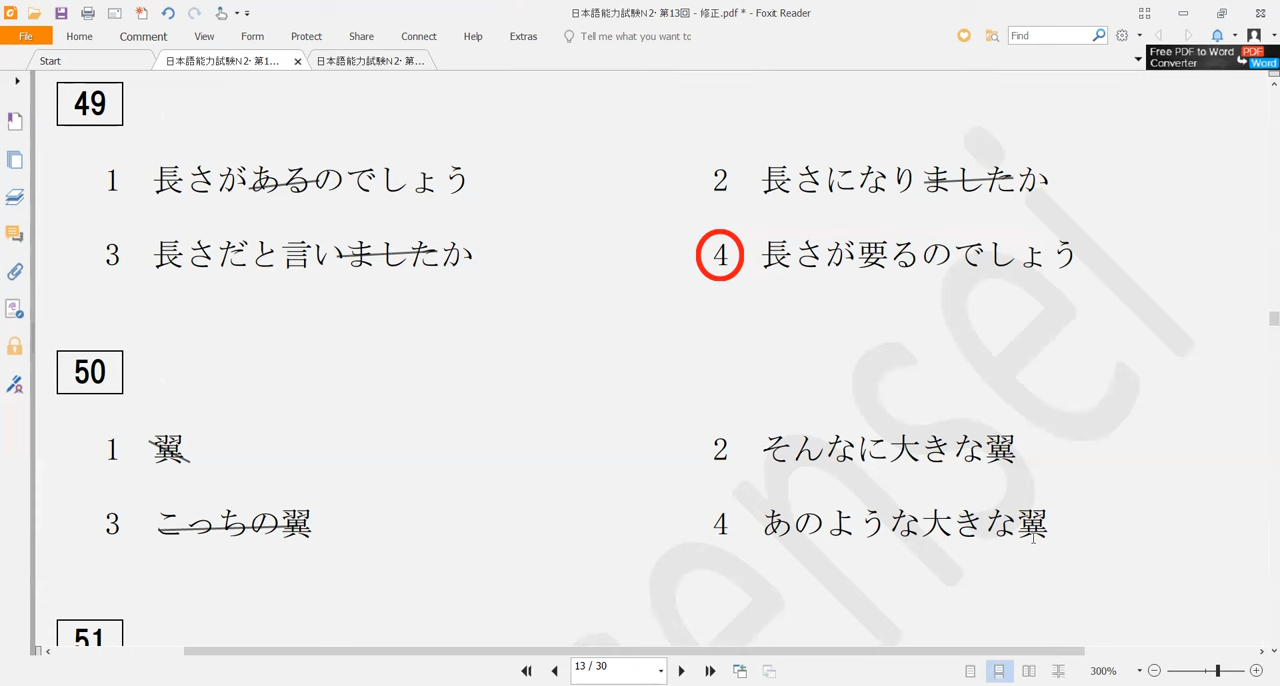 日本語能力試験N2· 第13回 - 修正.pdf * - Foxit Reader
File Home Comment View Form Protect Share Connect Help Extras Tell me what you want tc Find
Start 日本語能力試験N2· 第1... 日本語能力試験N2· 第...
Free PDF to Word Converter PDF Word
49
1 長さがあるのでしょう 2 長さになりましたか
3 長さだと言いましたか 4 長さが要るのでしょう
50
1 翼 2 そんなに大きな翼
3 こっちの翼 4 あのような大きな翼
51
sensei
13 / 30 300%